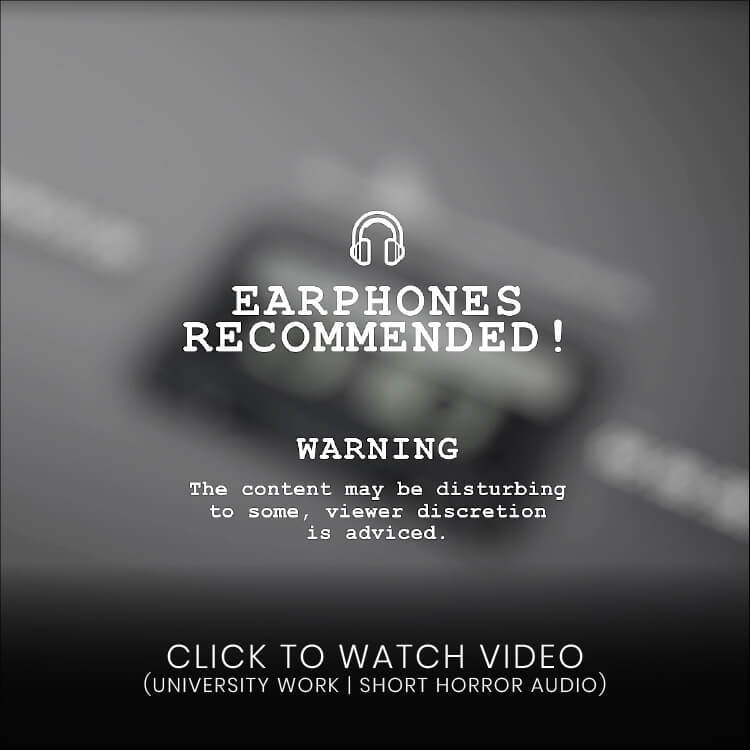 EARPHONES
RECOMMENDED!
WARNING
The content may be disturbing
to some, viewer discretion
is adviced.
CLICK TO WATCH VIDEO
(UNIVERSITY WORK | SHORT HORROR AUDIO)